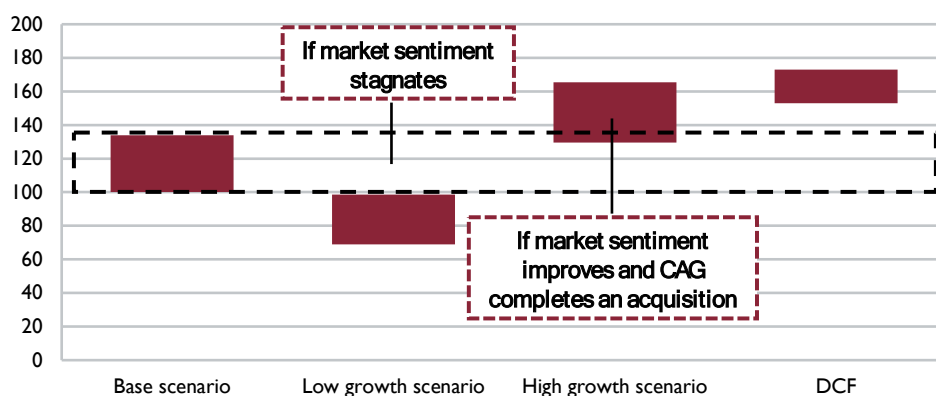 200
180
160
140
120
100
80
60
40
20
0
If market sentiment
stagnates
If market sentiment
improves and CAG
completes an acquisition
Base scenario
Low growth scenario
High growth scenario
DCF